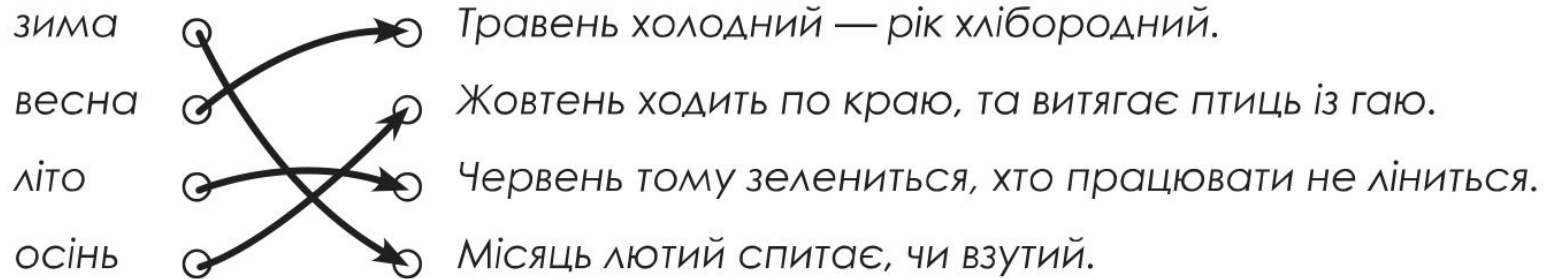 зима Травень холодний — рік хлібородний.
весна Жовтень ходить по краю, та витягає птиць із гаю.
літо Червень тому зелениться, хто працювати не ліниться.
осінь Місяць лютий спитає, чи взутий.